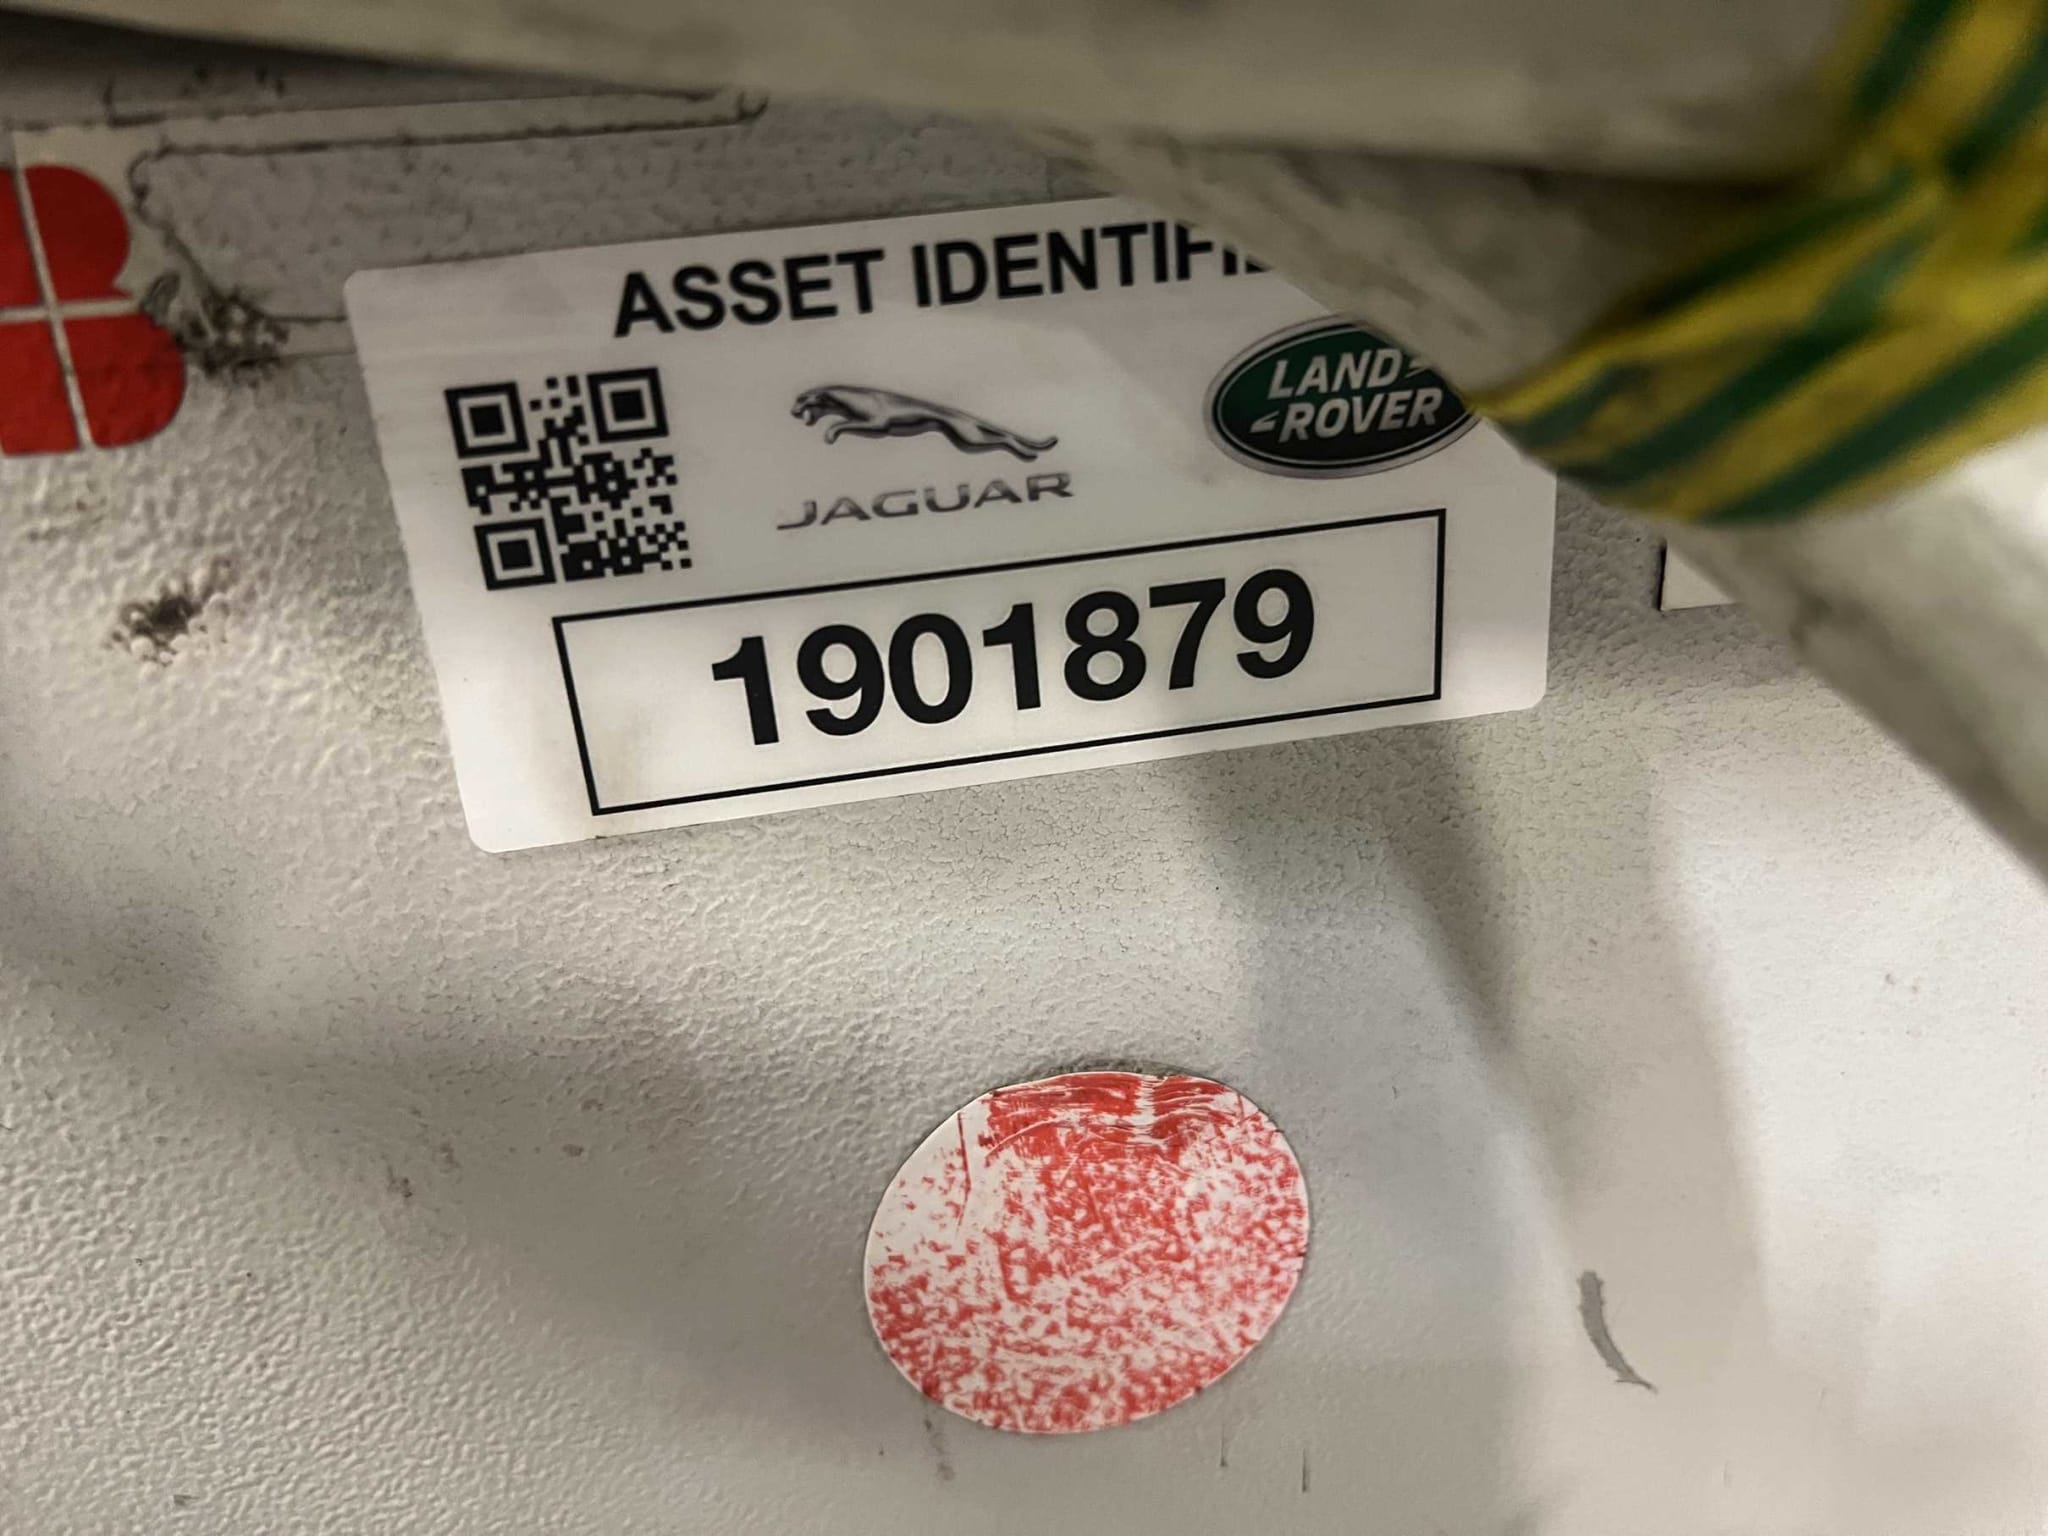 ASSET IDENTIFI
LAND
ROVER
JAGUAR
1901879